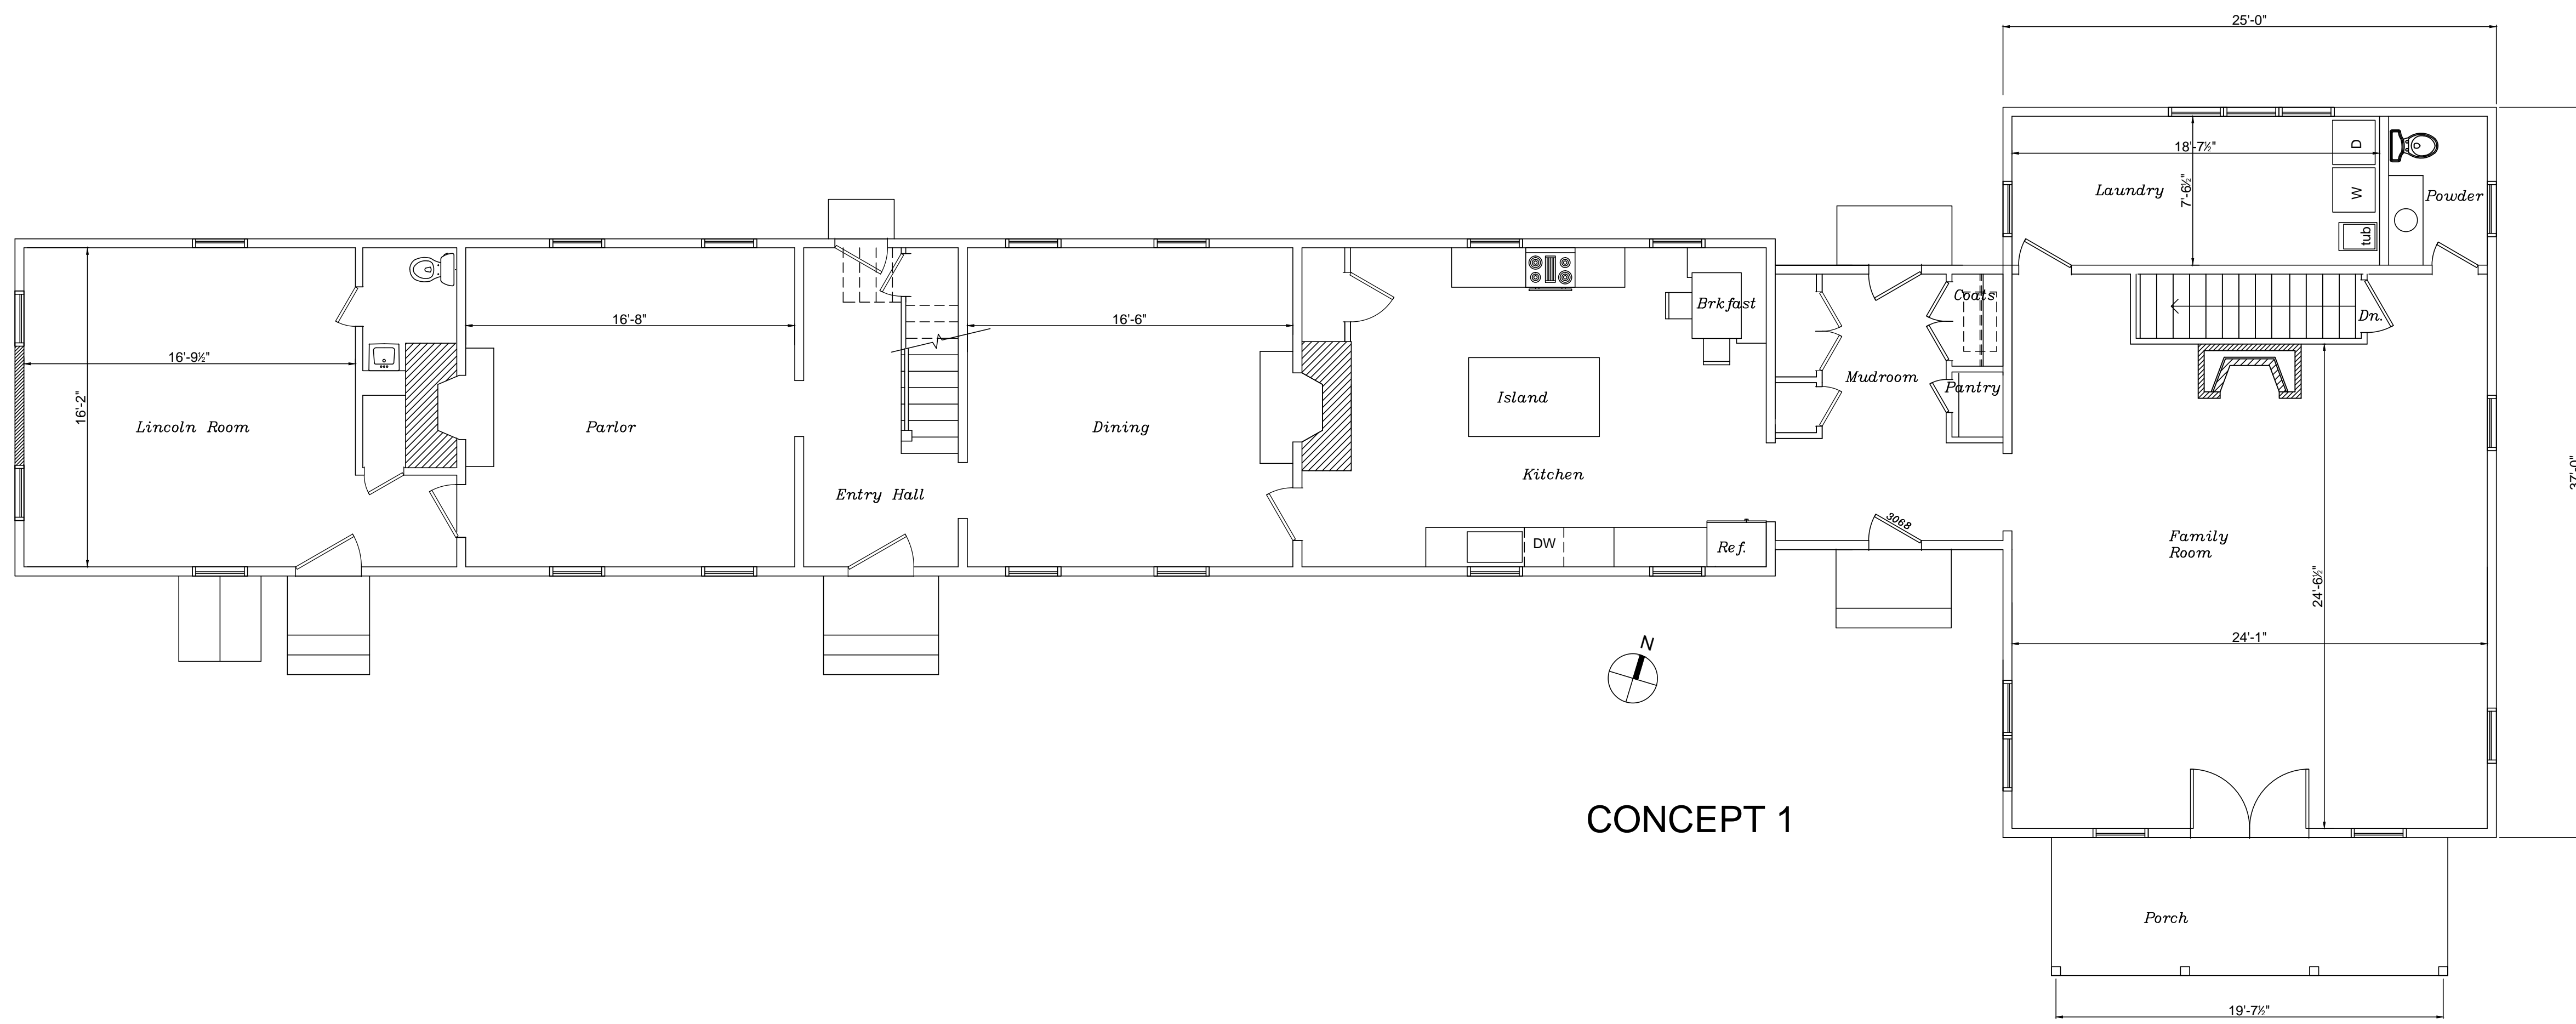 25'-0"
18'-7½"
D
Laundry
7'-6½"
W
Powder
tub
16'-8"
16'-6"
Brkfast
Coats
Dn.
16'-9½"
16'-2"
Mudroom
Pantry
Island
Lincoln Room
Parlor
Dining
Entry Hall
Kitchen
37'-0"
3068
DW
Ref.
Family
Room
24'-6½"
N
24'-1"
CONCEPT 1
Porch
19'-7½"